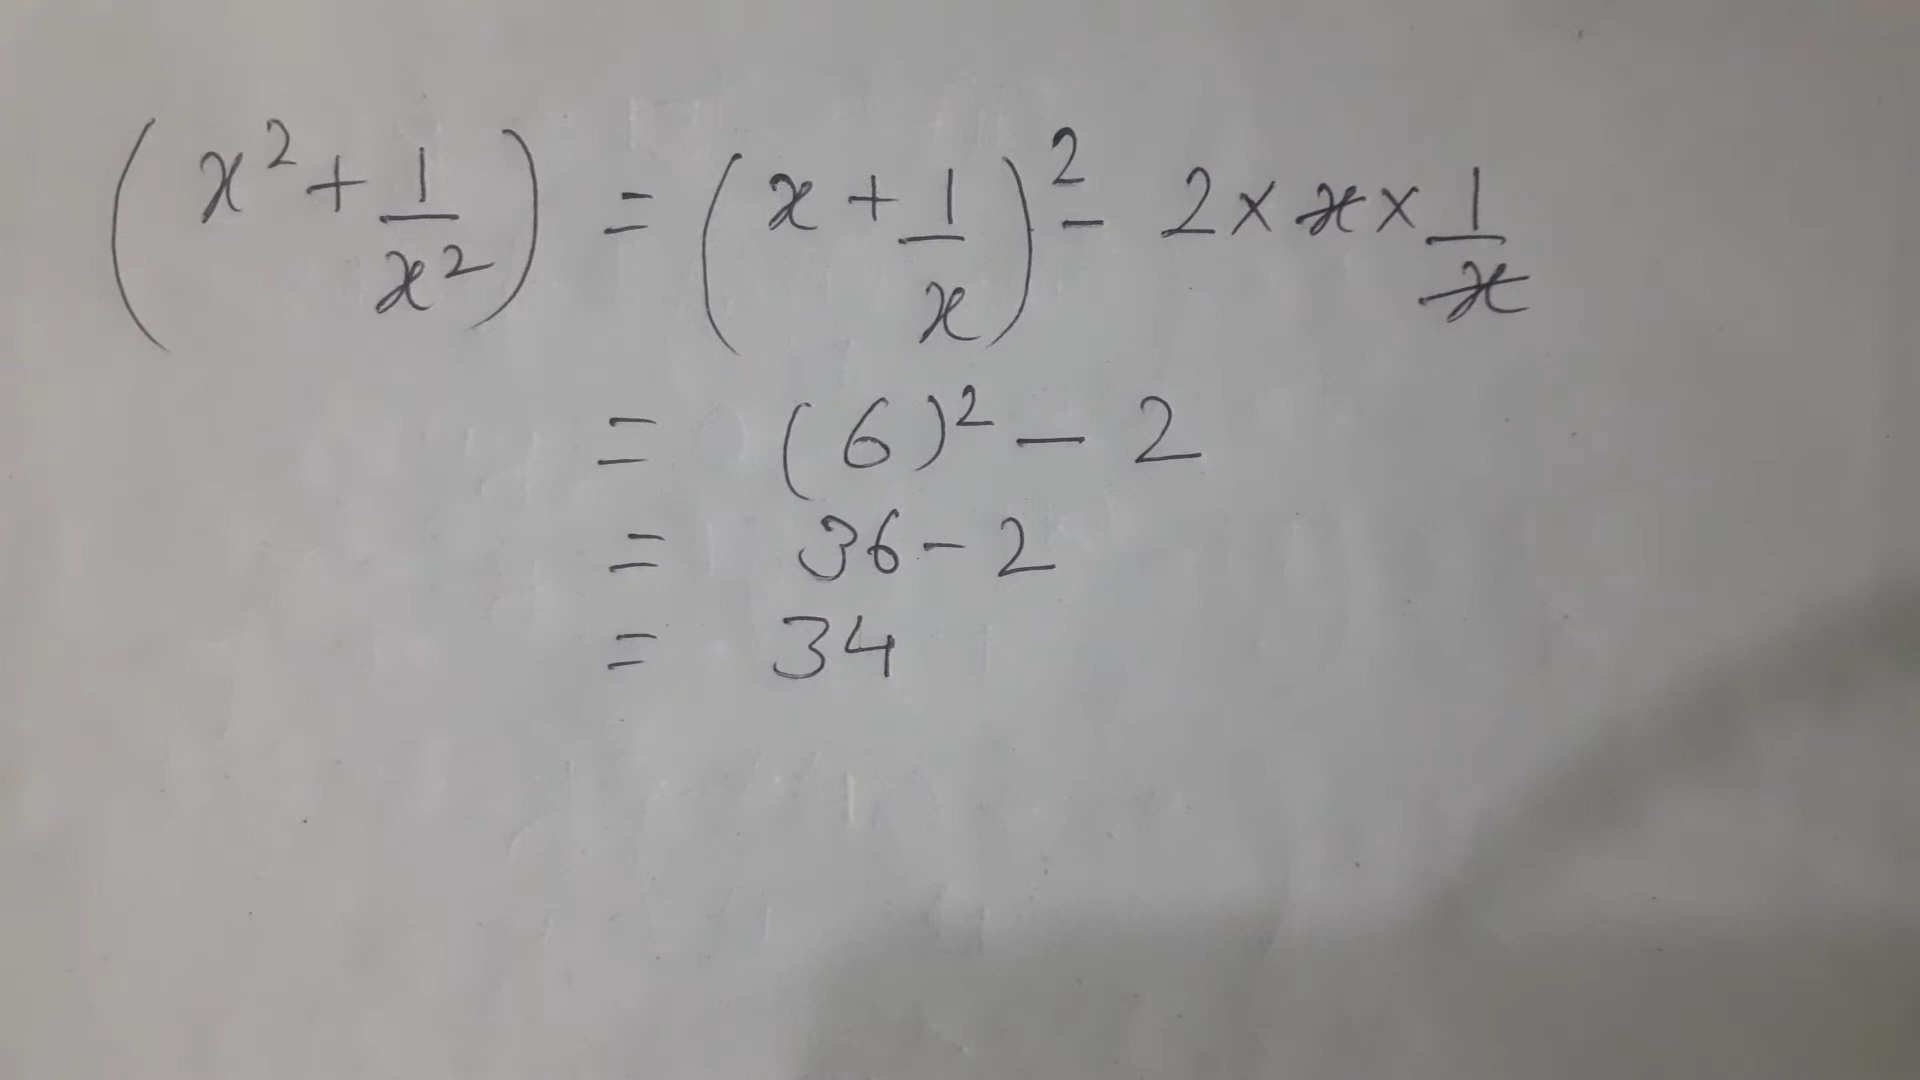 (x² + 1/x²) = (x + 1/x)² - 2 × x × 1/x
= (6)² - 2
= 36 - 2
= 34